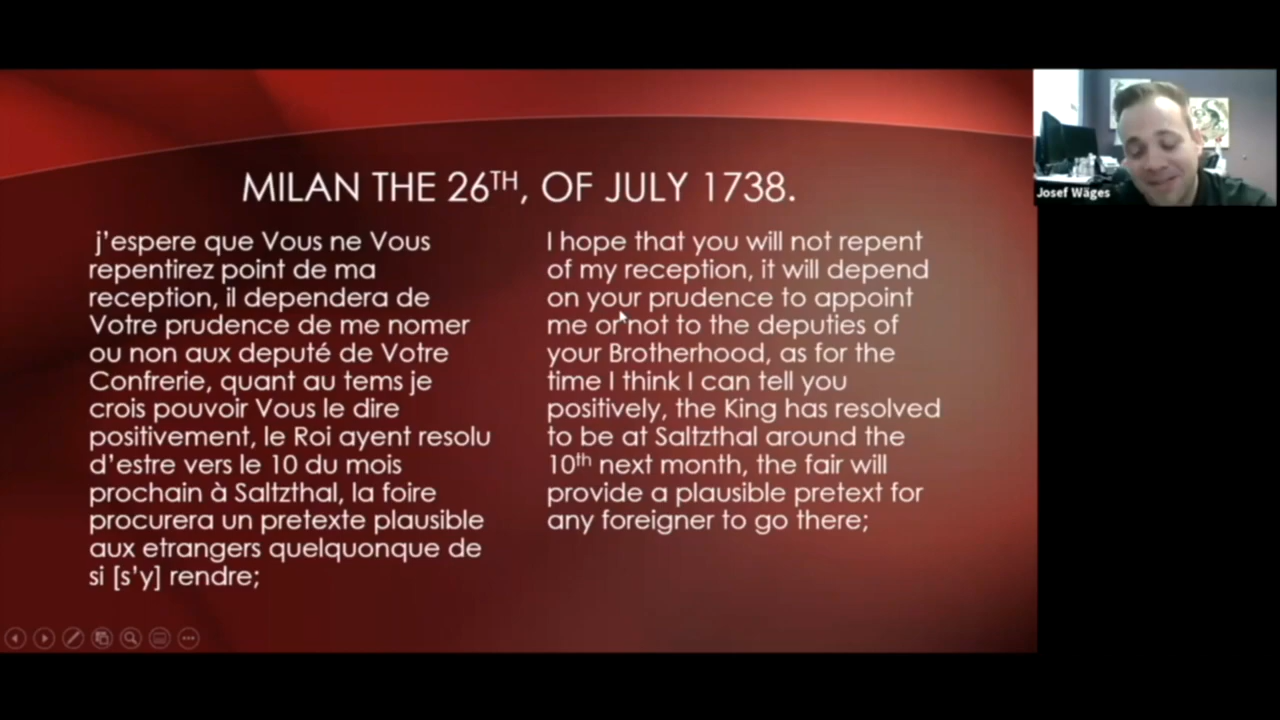 MILAN THE 26TH, OF JULY 1738.
j’espere que Vous ne Vous
repentirez point de ma
reception, il dependera de
Votre prudence de me nomer
ou non aux deputé de Votre
Confrerie, quant au tems je
crois pouvoir Vous le dire
positivement, le Roi ayent resolu
d’estre vers le 10 du mois
prochain à Saltzthal, la foire
procurera un pretexte plausible
aux etrangers quelquonque de
si [s’y] rendre;
I hope that you will not repent
of my reception, it will depend
on your prudence to appoint
me or not to the deputies of
your Brotherhood, as for the
time I think I can tell you
positively, the King has resolved
to be at Saltzthal around the
10th next month, the fair will
provide a plausible pretext for
any foreigner to go there;
Josef Wäges